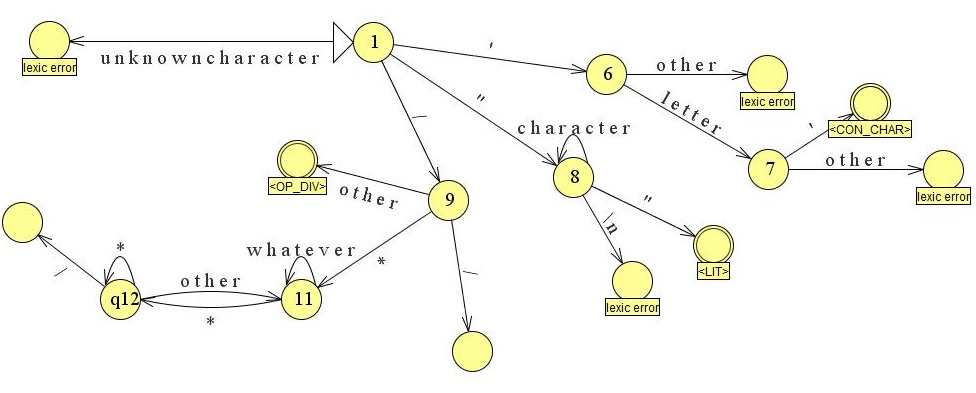 1
'
unknowncharacter
lexic error
6
other
lexic error
letter
"
character
'
<CON_CHAR>
/
7
other
lexic error
8
<OP_DIV>
other
9
"
\n
<LIT>
whatever
*
*
/
/
q12
other
11
*
lexic error